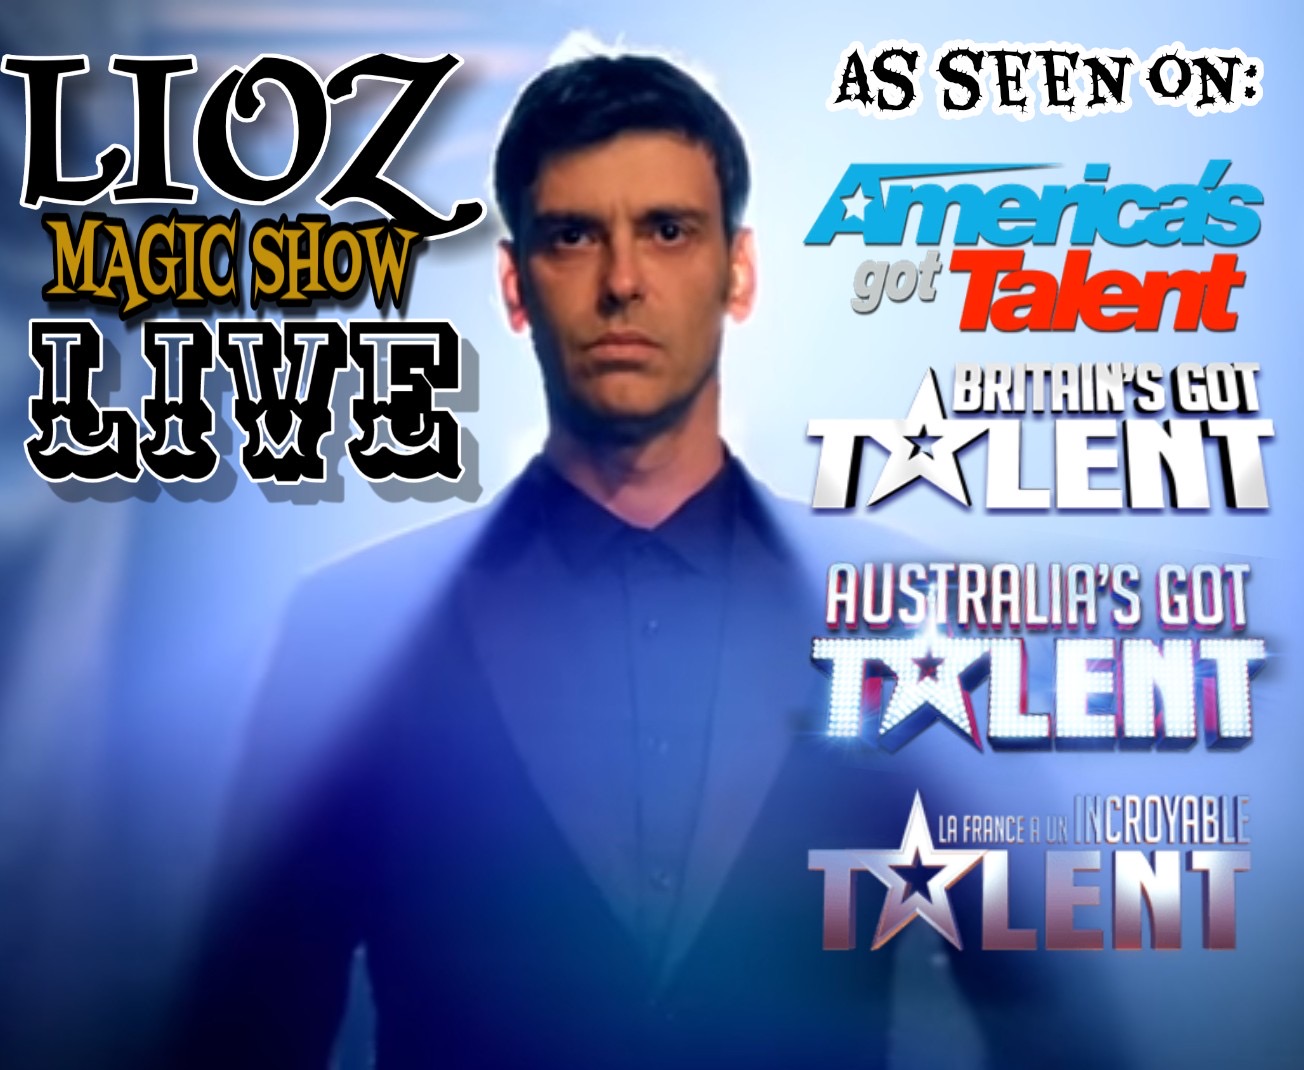 LIOZ
MAGIC SHOW
LIVE
AS SEEN ON:
America's
got Talent
BRITAIN'S GOT
TALENT
AUSTRALIA'S GOT
TALENT
LA FRANCE A UN INCROYABLE
TALENT